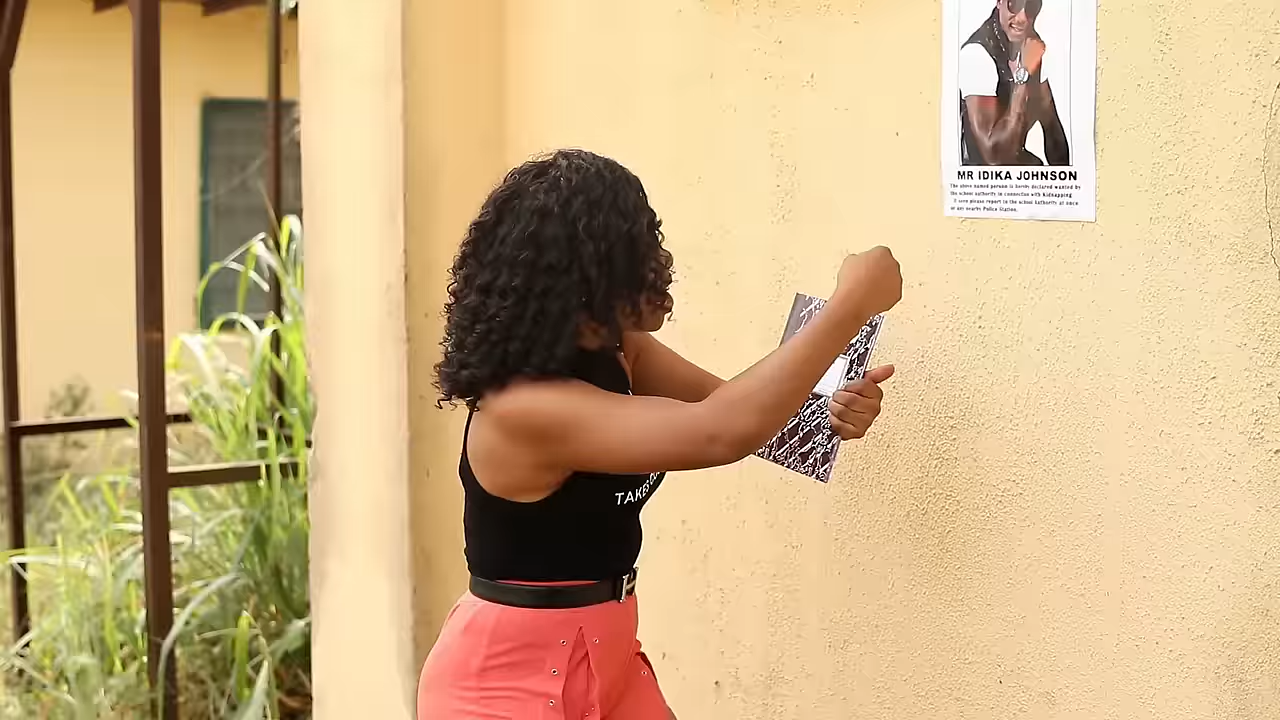 MR IDIKA JOHNSON
The above named person is hereby declared wanted by
the school authority in connection with Kidnapping
if seen please report to the school authority at once
or any nearby Police Station.
TAKES